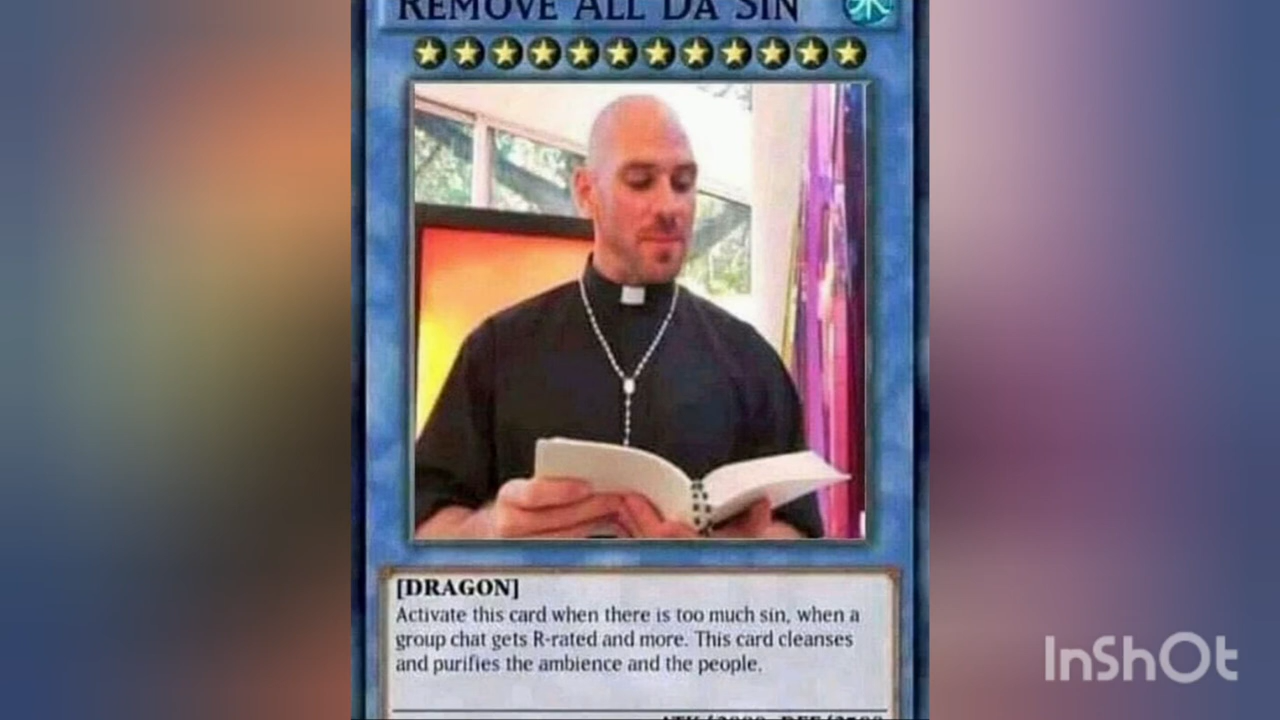 REMOVE ALL DA SIN
[DRAGON]
Activate this card when there is too much sin, when a
group chat gets R-rated and more. This card cleanses
and purifies the ambience and the people.
InShOt